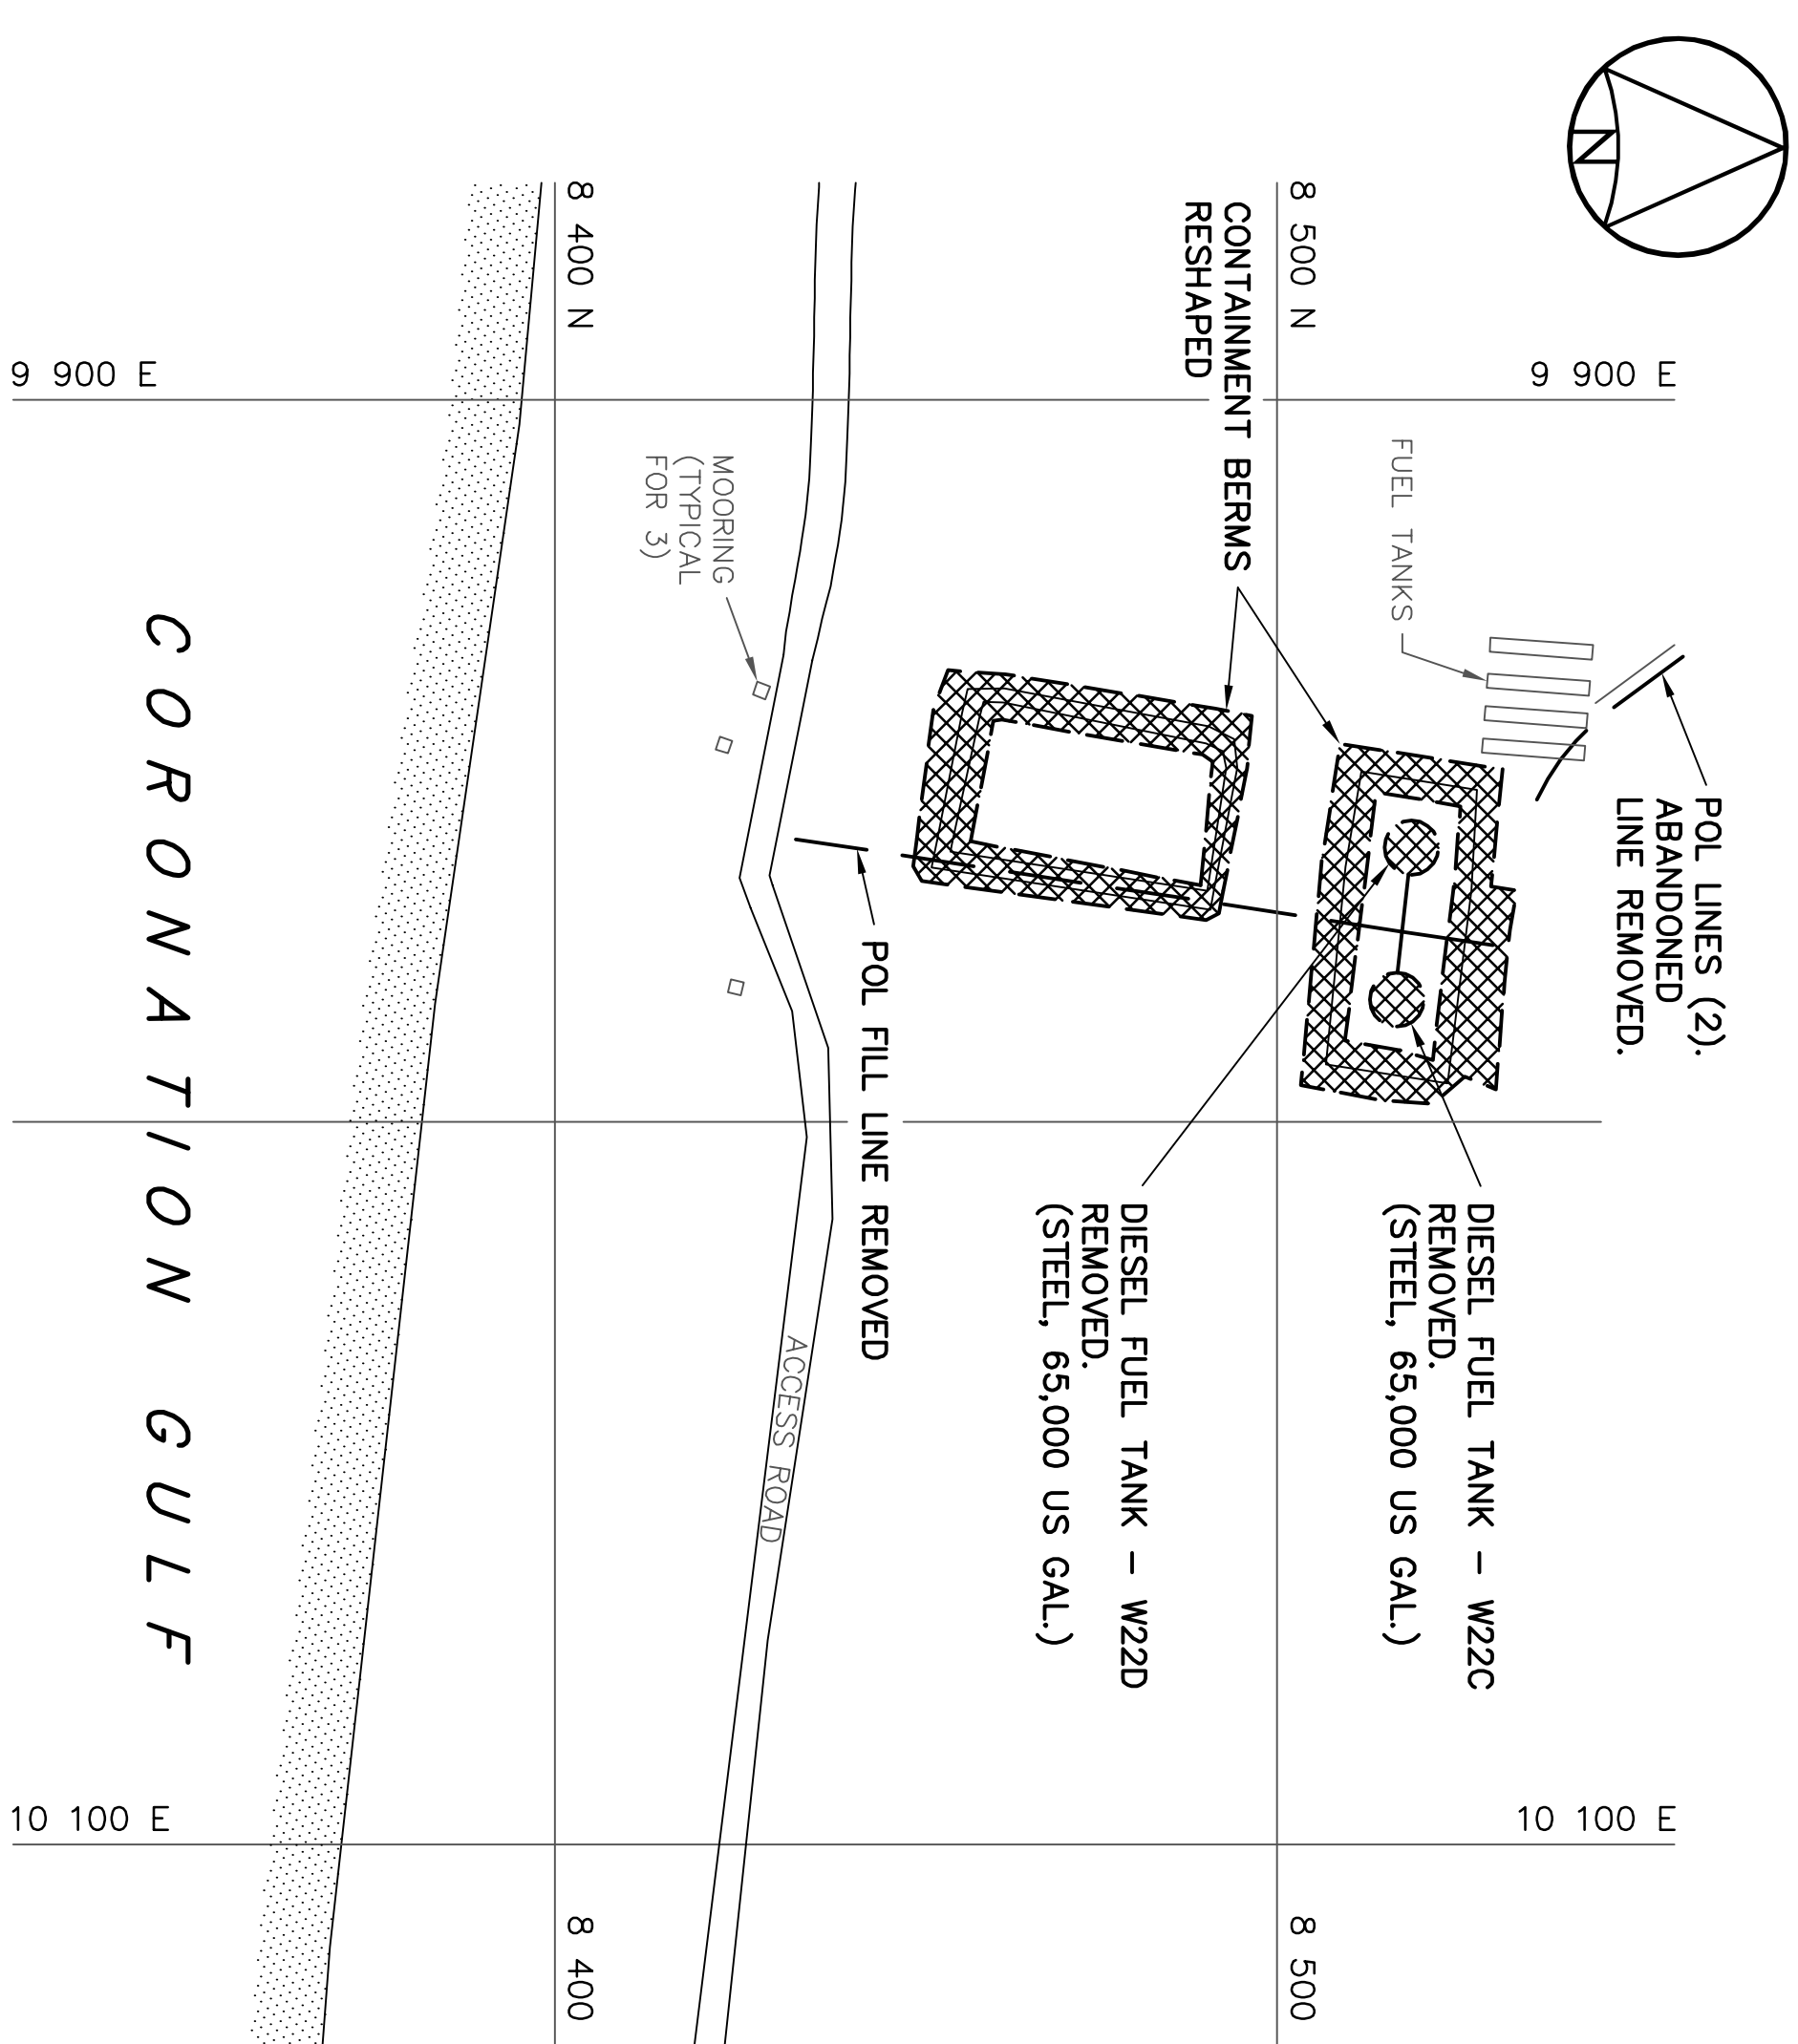 N
8 400 N
8 500 N
9 900 E
9 900 E
CONTAINMENT BERMS
RESHAPED
FUEL TANKS
MOORING
(TYPICAL
FOR 3)
POL LINES (2).
ABANDONED
LINE REMOVED.
POL FILL LINE REMOVED
DIESEL FUEL TANK – W22C
REMOVED.
(STEEL, 65,000 US GAL.)
DIESEL FUEL TANK – W22D
REMOVED.
(STEEL, 65,000 US GAL.)
ACCESS ROAD
CORONATION GULF
10 100 E
10 100 E
8 400
8 500